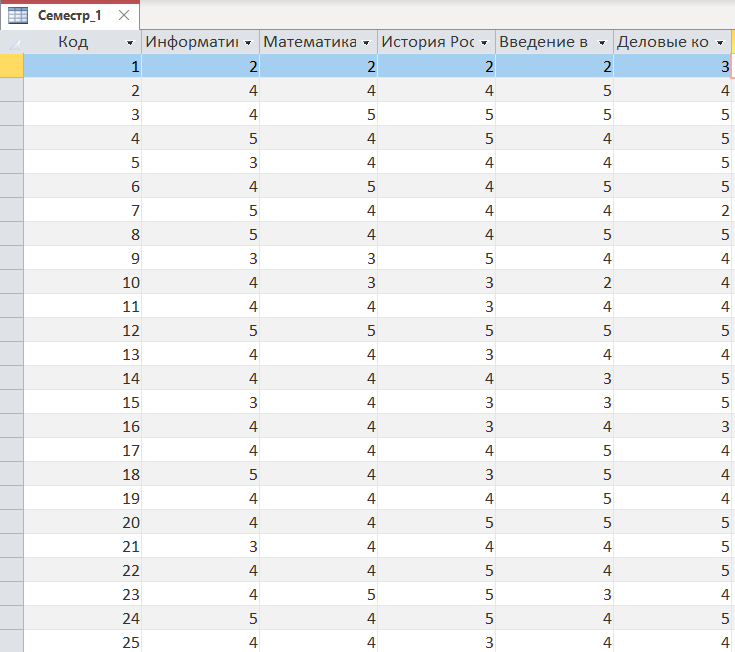 Семестр_1
Код Информатин Математика История Рос Введение в Деловые ко
1 2 2 2 2 3
2 4 4 4 5 4
3 4 5 5 5 5
4 5 4 5 4 5
5 3 4 4 4 5
6 4 5 4 5 5
7 5 4 4 4 2
8 5 4 4 5 5
9 3 3 5 4 4
10 4 3 3 2 4
11 4 4 3 4 4
12 5 5 5 5 5
13 4 4 3 4 4
14 4 4 4 3 5
15 3 4 3 3 5
16 4 4 3 4 3
17 4 4 4 5 4
18 5 4 3 5 4
19 4 4 4 5 4
20 4 4 5 5 5
21 3 4 4 4 5
22 4 4 5 4 5
23 4 5 5 3 4
24 5 4 5 4 5
25 4 4 3 4 4